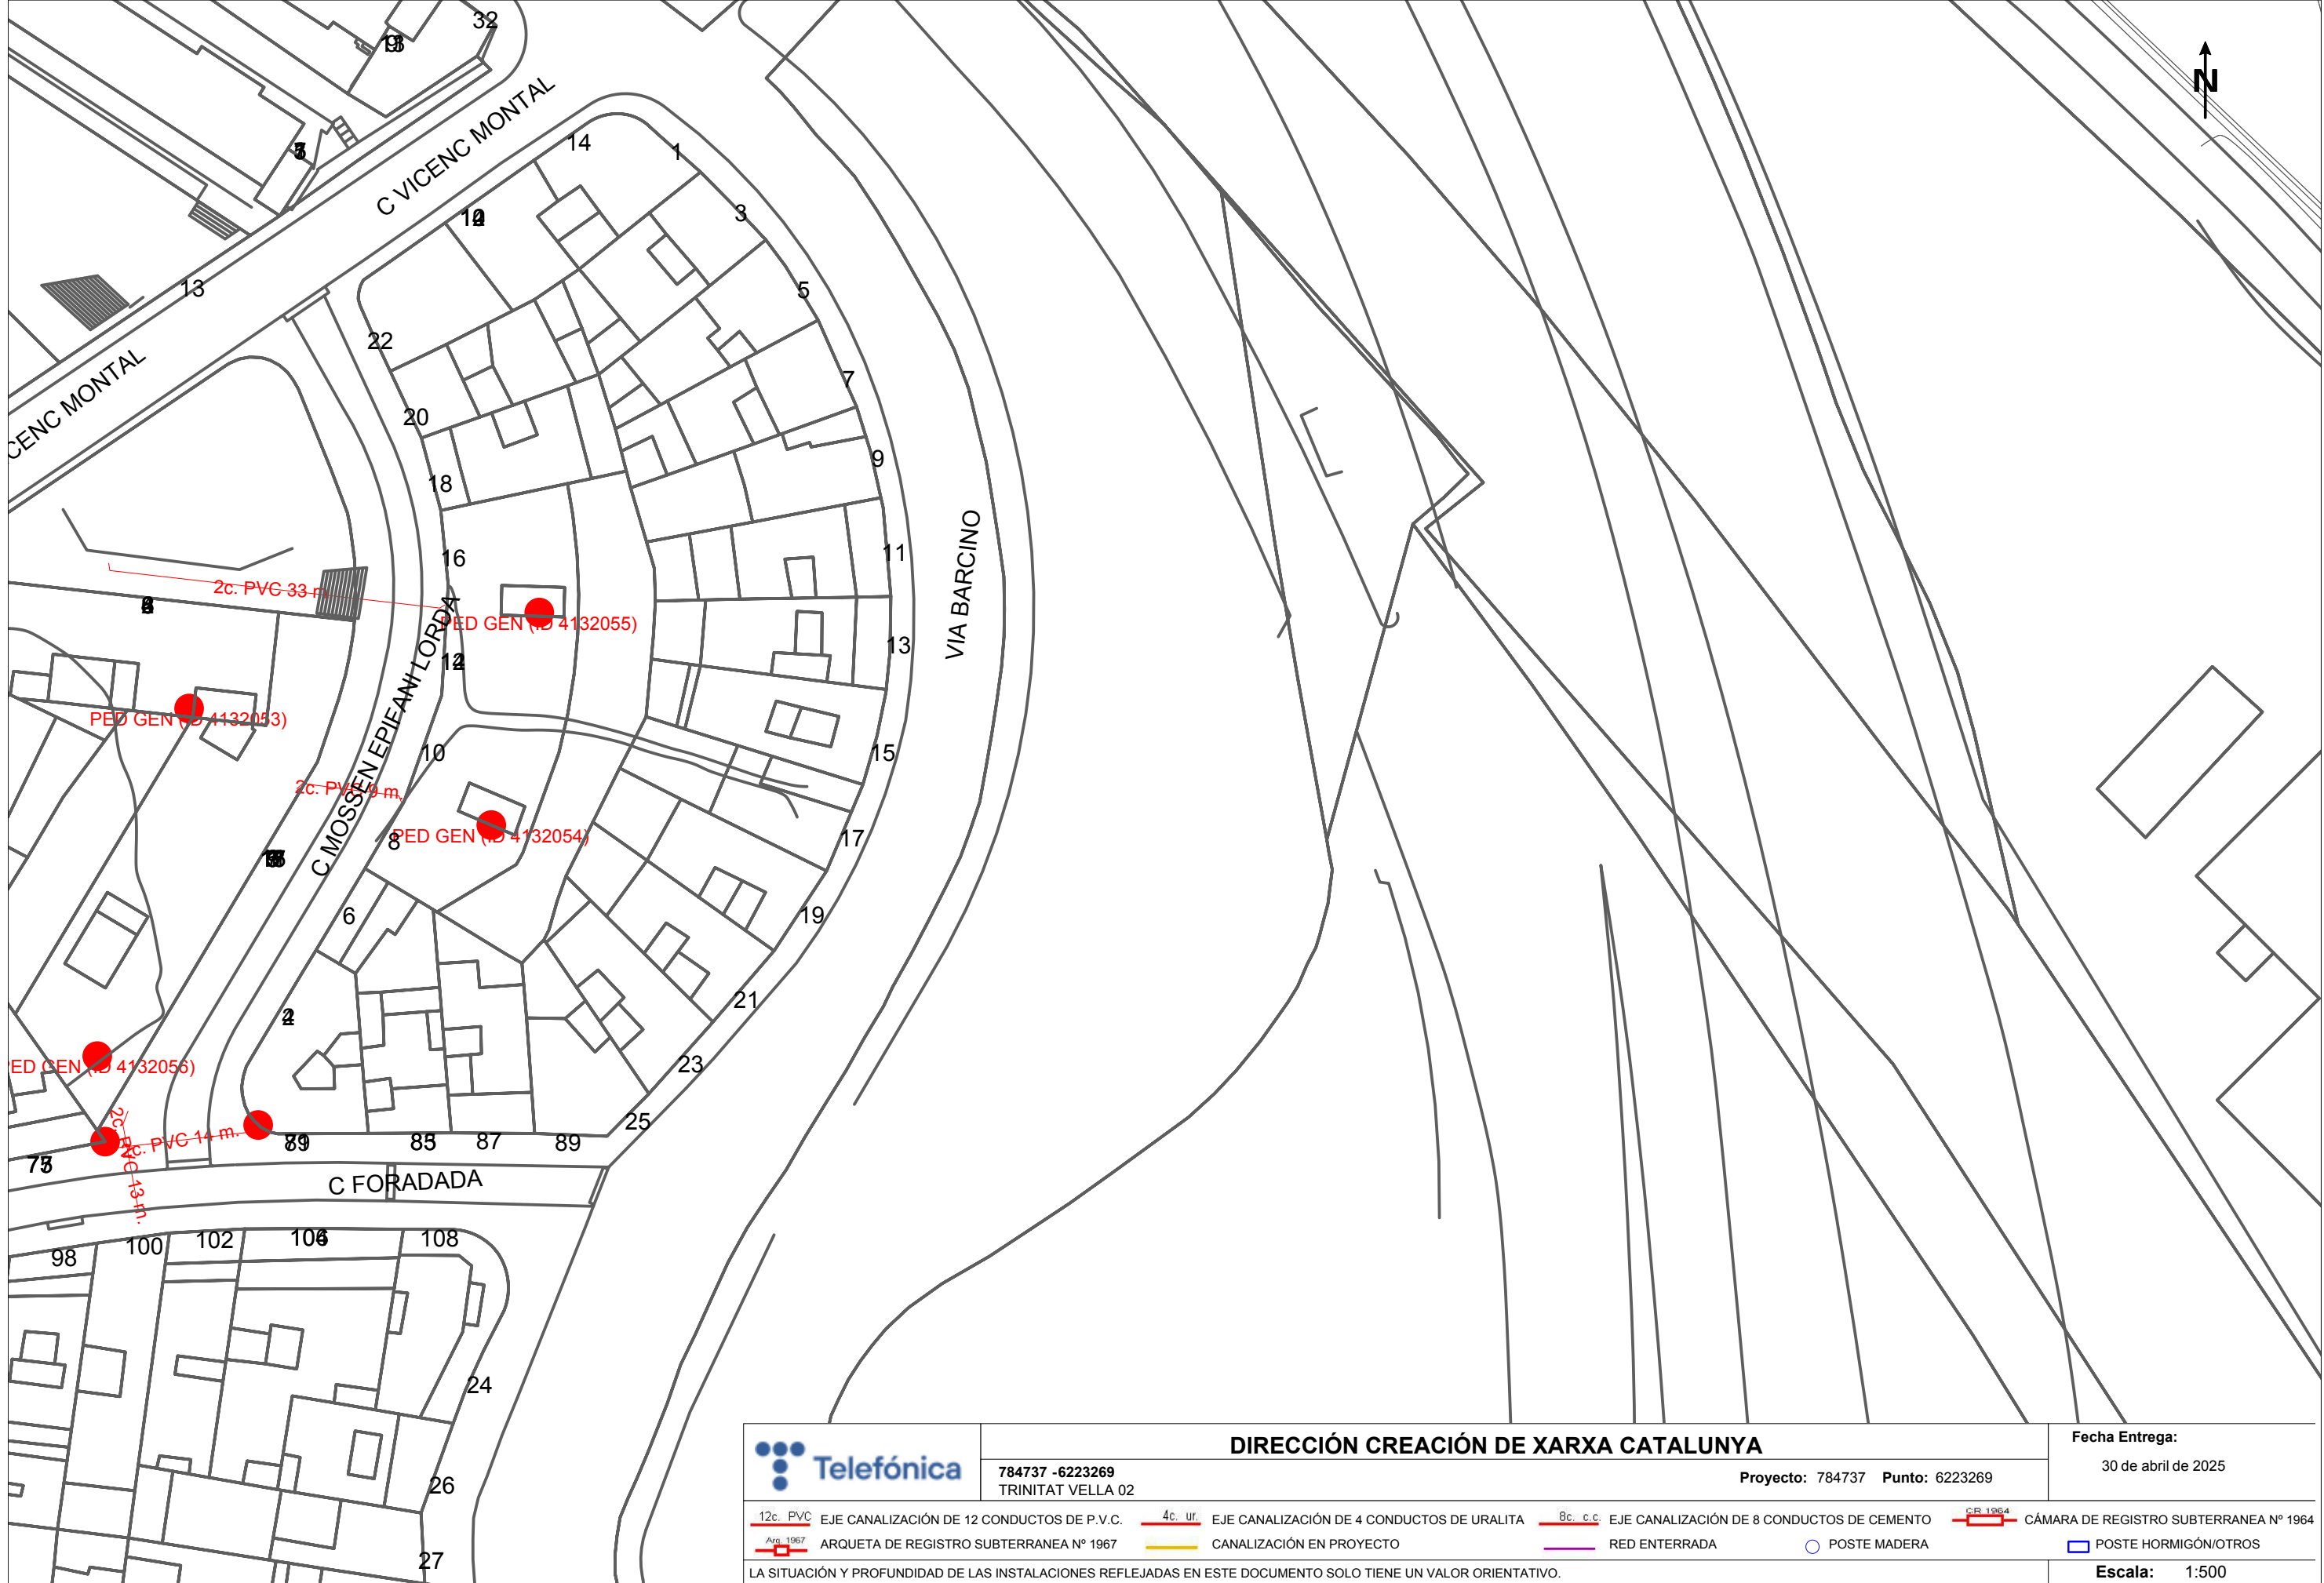 32
14
1
C VICENC MONTAL
3
13
5
22
7
CENC MONTAL
20
9
18
VIA BARCINO
11
16
2c. PVC 33 m
PED GEN (ID 4132055)
13
C MOSSEN EPIFANI LORDA
PED GEN (ID 4132053)
10
15
2c. PVC 9 m.
PED GEN (ID 4132054)
8
17
6
19
21
23
PED GEN (ID 4132056)
25
2c. PVC 14 m.
2c. PVC 13 m.
87
89
C FORADADA
98
100
102
108
24
26
27
N
Telefónica
DIRECCIÓN CREACIÓN DE XARXA CATALUNYA
784737 -6223269
TRINITAT VELLA 02
Proyecto: 784737 Punto: 6223269
Fecha Entrega:
30 de abril de 2025
12c. PVC EJE CANALIZACIÓN DE 12 CONDUCTOS DE P.V.C.
4c. ur. EJE CANALIZACIÓN DE 4 CONDUCTOS DE URALITA
8c. c.c. EJE CANALIZACIÓN DE 8 CONDUCTOS DE CEMENTO
CR 1964 CÁMARA DE REGISTRO SUBTERRANEA Nº 1964
Arq. 1967 ARQUETA DE REGISTRO SUBTERRANEA Nº 1967
CANALIZACIÓN EN PROYECTO
RED ENTERRADA
POSTE MADERA
POSTE HORMIGÓN/OTROS
LA SITUACIÓN Y PROFUNDIDAD DE LAS INSTALACIONES REFLEJADAS EN ESTE DOCUMENTO SOLO TIENE UN VALOR ORIENTATIVO.
Escala: 1:500